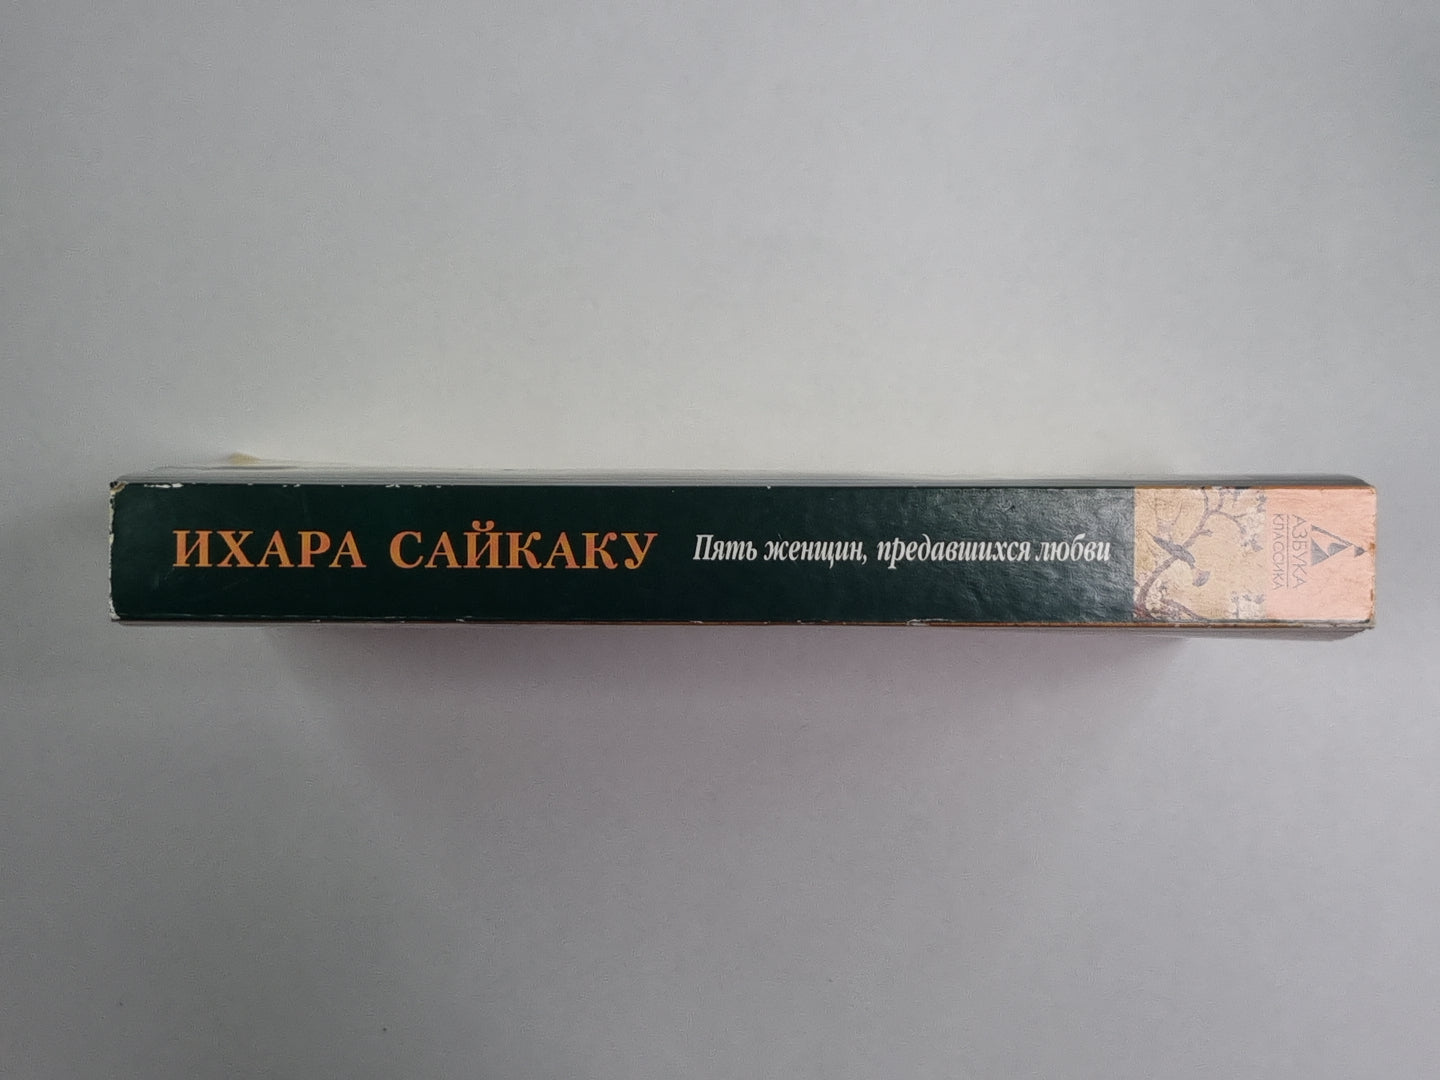 ИХАРА САЙКАКУ Пять женщин, предавшихся любви
АЗБУКА
КЛАССИКА